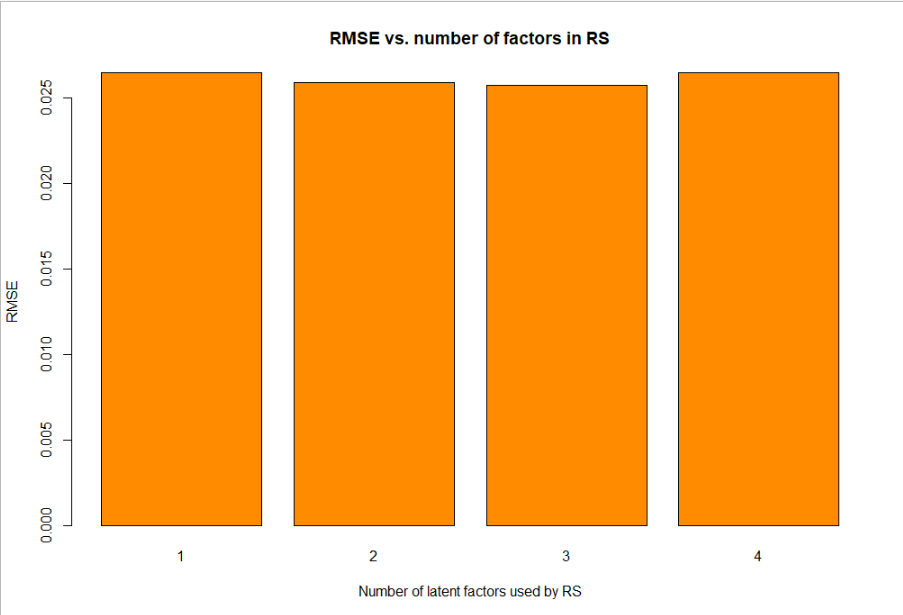 RMSE vs. number of factors in RS
RMSE
0.025
0.020
0.015
0.010
0.005
0.000
1 2 3 4
Number of latent factors used by RS